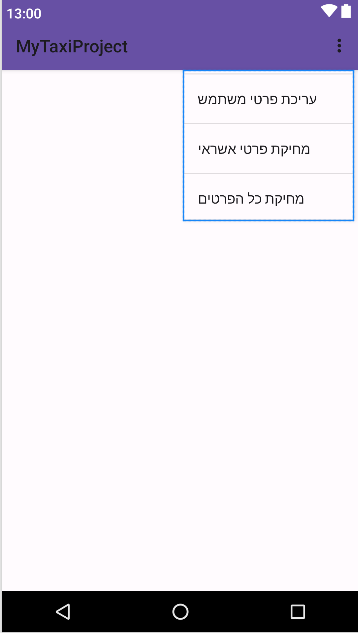 13:00
MyTaxiProject
עריכת פרטי משתמש
מחיקת פרטי אשראי
מחיקת כל הפרטים